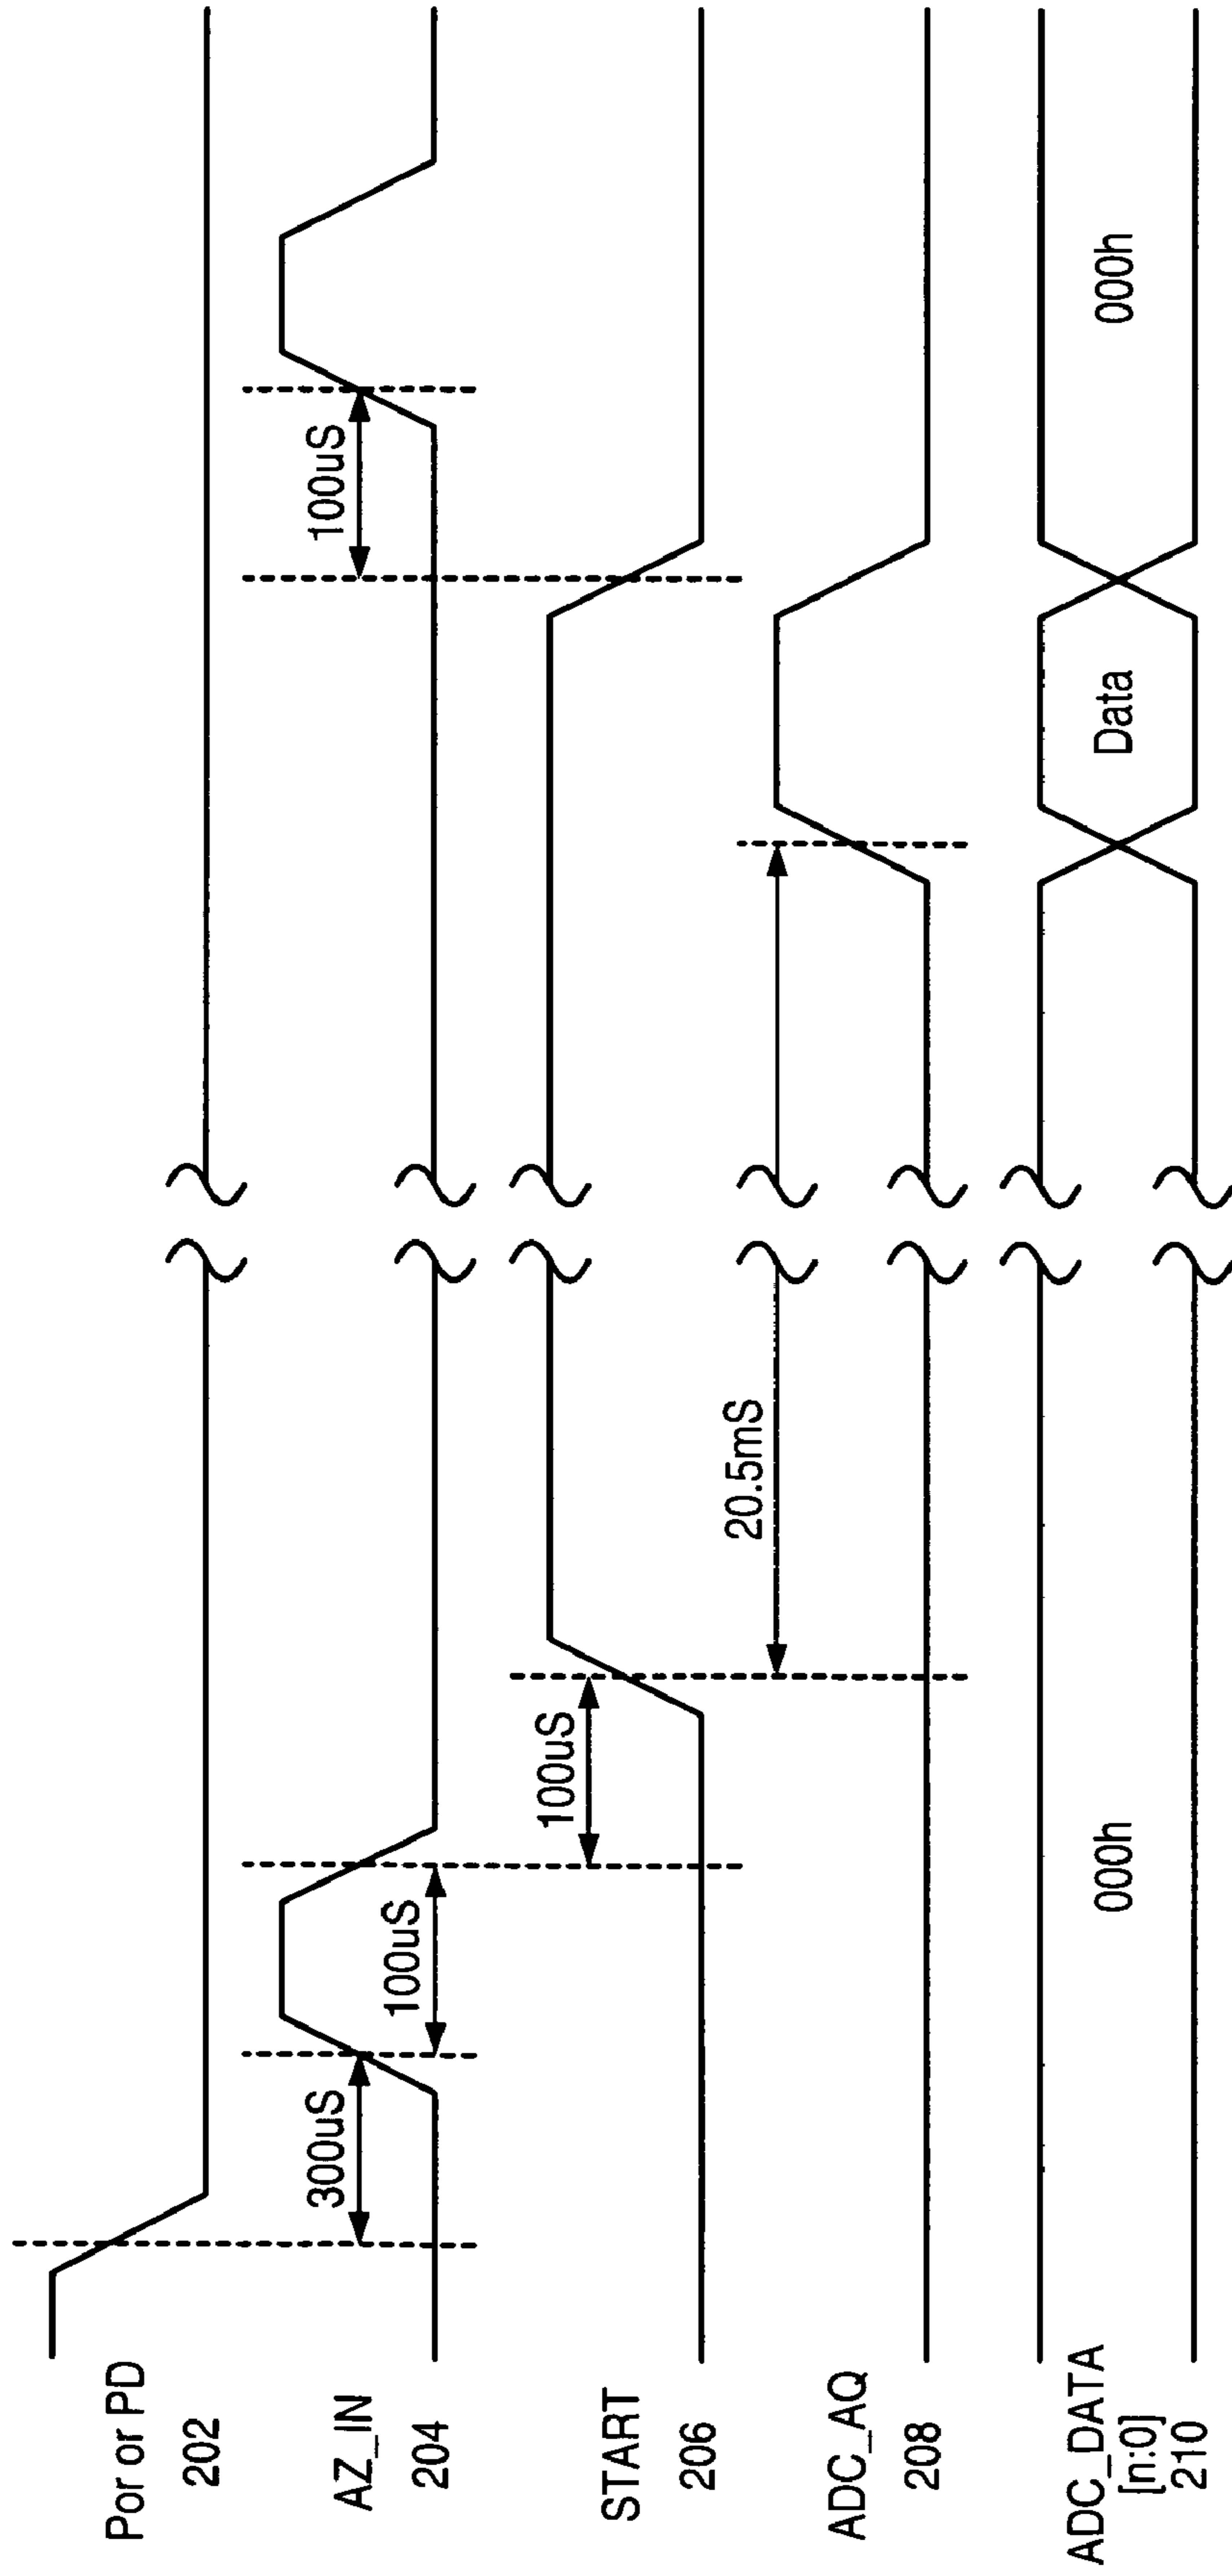 Por or PD
202
300uS
100uS
AZ_IN
204
100uS
START
206
100uS
ADC_AQ
208
20.5mS
ADC_DATA
[n:0]
210
000h
Data
000h